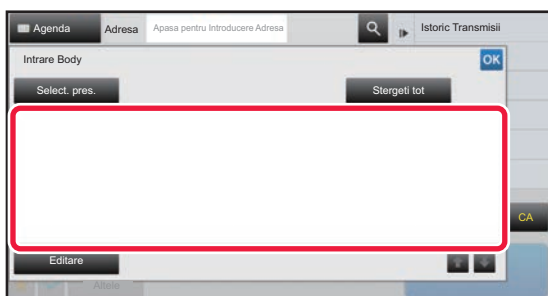 Agenda Adresa Apasa pentru Introducere Adresa Istoric Transmisii
Intrare Body OK
Select. pres. Stergeti tot
CA
Editare
Altele